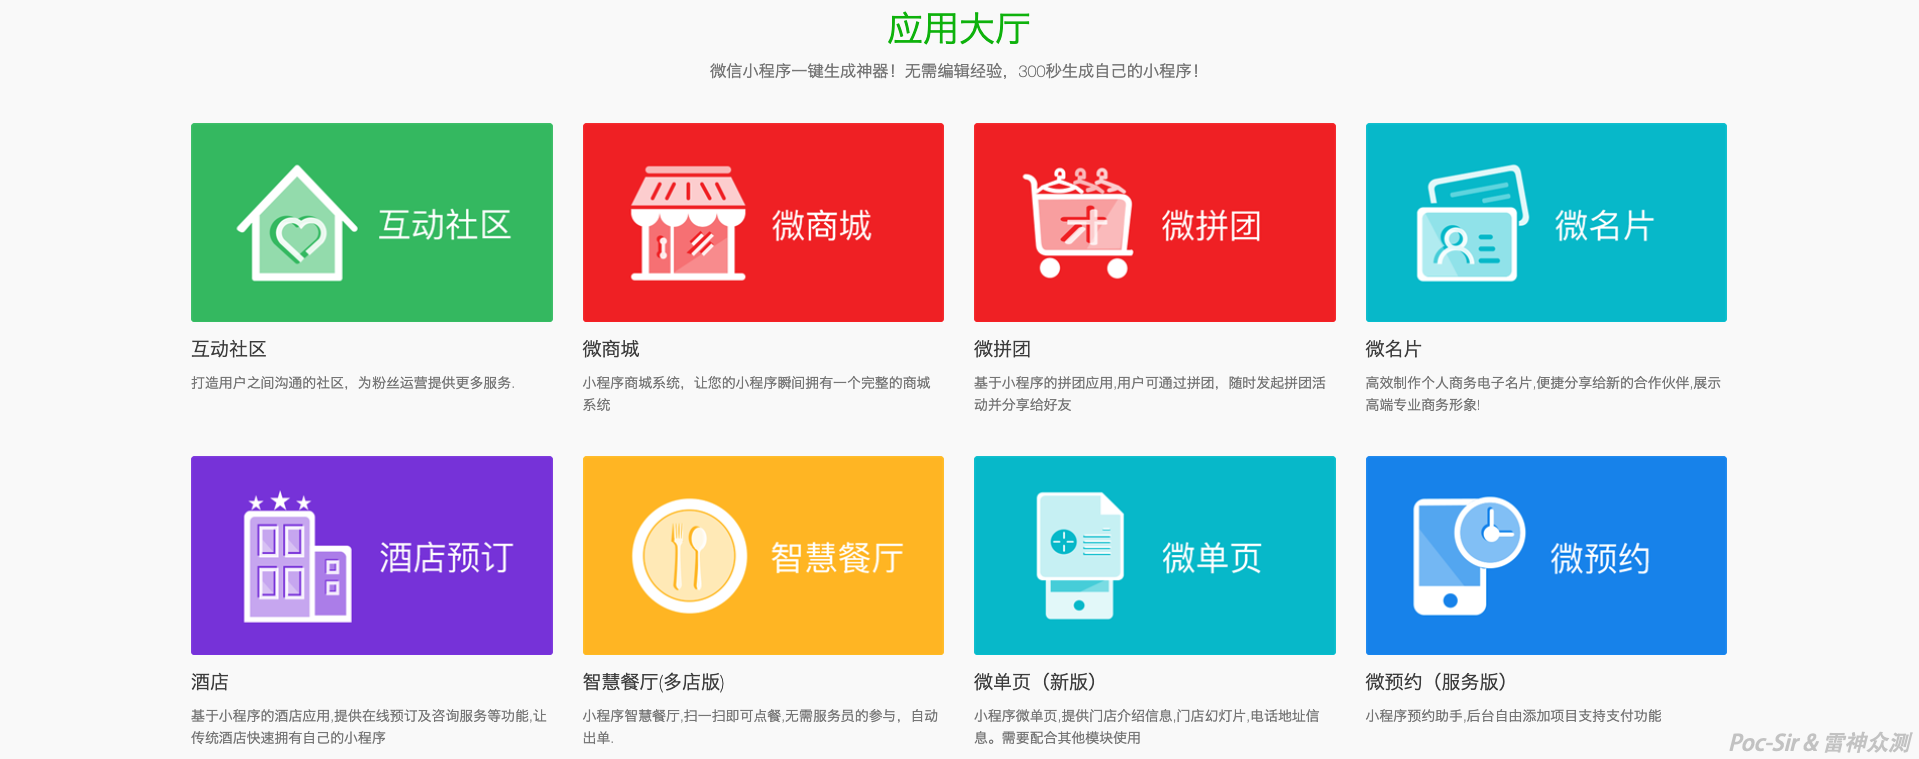 应用大厅
微信小程序一键生成神器！无需编辑经验，300秒生成自己的小程序！
互动社区
微商城
微拼团
微名片
互动社区
微商城
微拼团
微名片
打造用户之间沟通的社区，为粉丝运营提供更多服务.
小程序商城系统，让您的小程序瞬间拥有一个完整的商城
系统
基于小程序的拼团应用,用户可通过拼团，随时发起拼团活
动并分享给好友
高效制作个人商务电子名片,便捷分享给新的合作伙伴,展示
高端专业商务形象!
酒店预订
智慧餐厅
微单页
微预约
酒店
智慧餐厅(多店版)
微单页（新版）
微预约（服务版）
基于小程序的酒店应用,提供在线预订及咨询服务等功能,让
传统酒店快速拥有自己的小程序
小程序智慧餐厅,扫一扫即可点餐,无需服务员的参与，自动
出单.
小程序微单页,提供门店介绍信息,门店幻灯片,电话地址信
息。需要配合其他模块使用
小程序预约助手,后台自由添加项目支持支付功能
Poc-Sir & 雷神众测